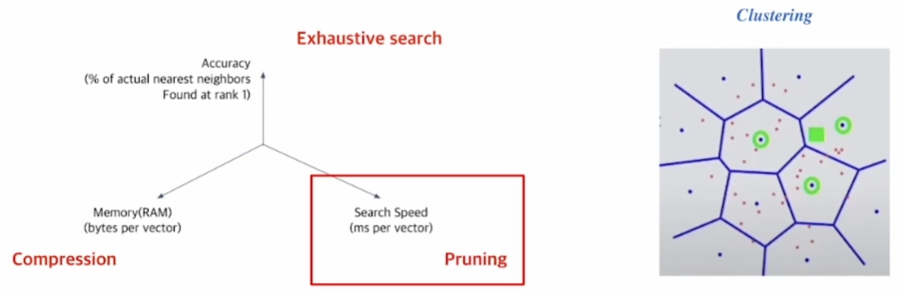 Clustering
Exhaustive search
Accuracy
(% of actual nearest neighbors
Found at rank 1)
Memory(RAM)
(bytes per vector)
Search Speed
(ms per vector)
Compression
Pruning